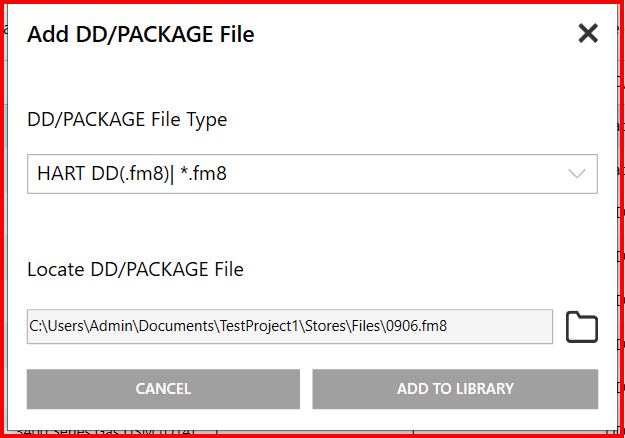 Add DD/PACKAGE File
DD/PACKAGE File Type
HART DD(.fm8)| *.fm8
Locate DD/PACKAGE File
C:\Users\Admin\Documents\TestProject1\Stores\Files\0906.fm8
CANCEL
ADD TO LIBRARY